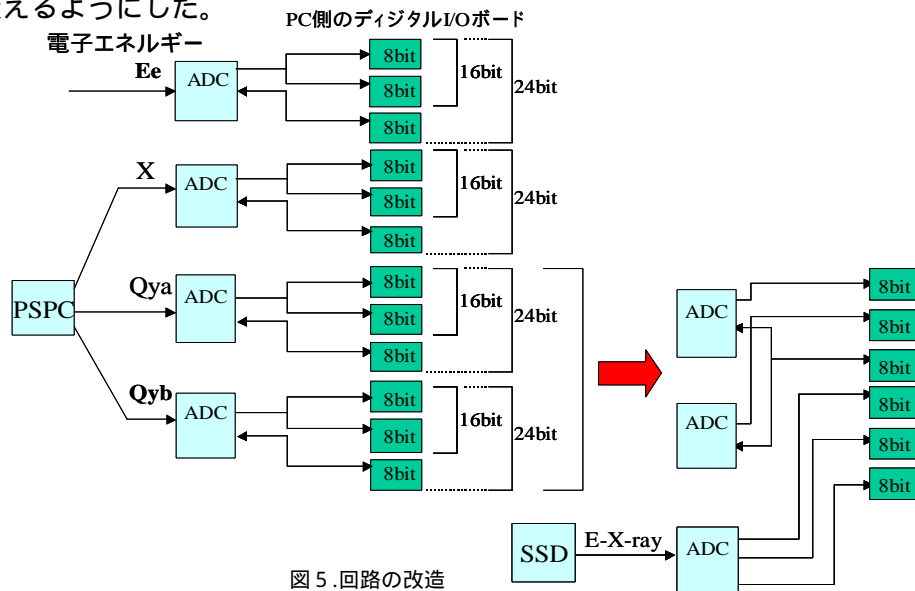 えるようにした。
PC側のディジタルI/Oボード
電子エネルギー
Ee
ADC
8bit
8bit
8bit
16bit
24bit
X
ADC
8bit
8bit
8bit
16bit
24bit
PSPC
Qya
ADC
8bit
8bit
8bit
16bit
24bit
Qyb
ADC
8bit
8bit
8bit
16bit
24bit
ADC
ADC
8bit
8bit
8bit
8bit
8bit
8bit
SSD
E-X-ray
ADC
図5.回路の改造